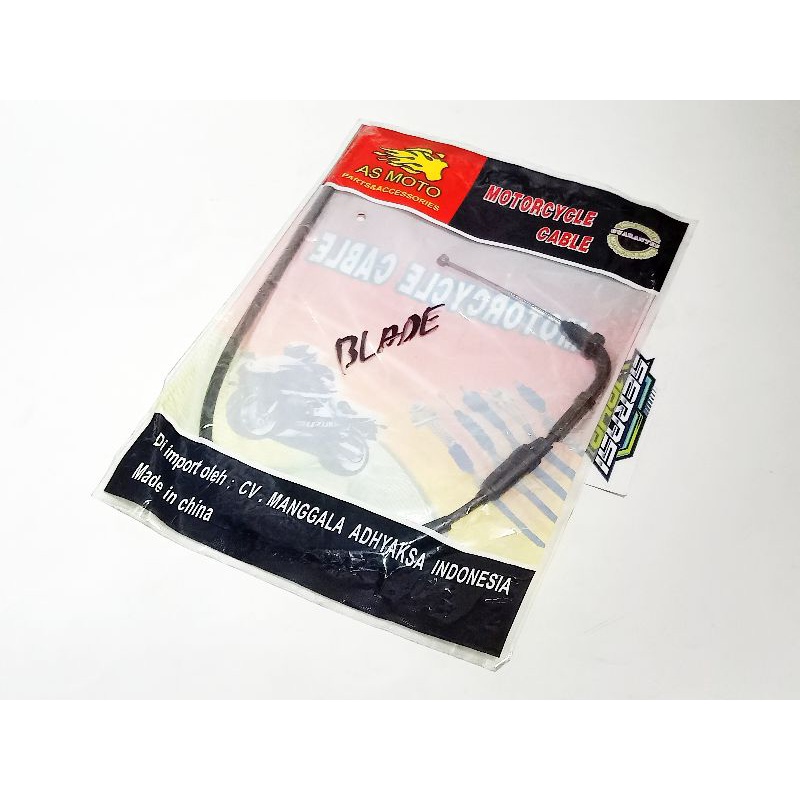 AS MOTO
PARTS&ACCESSORIES
MOTORCYCLE
CABLE
GUARANTEE
MOTORCYCLE CABLE
BLADE
SERASI
Di import oleh : CV. MANGGALA ADHYAKSA INDONESIA
Made in china